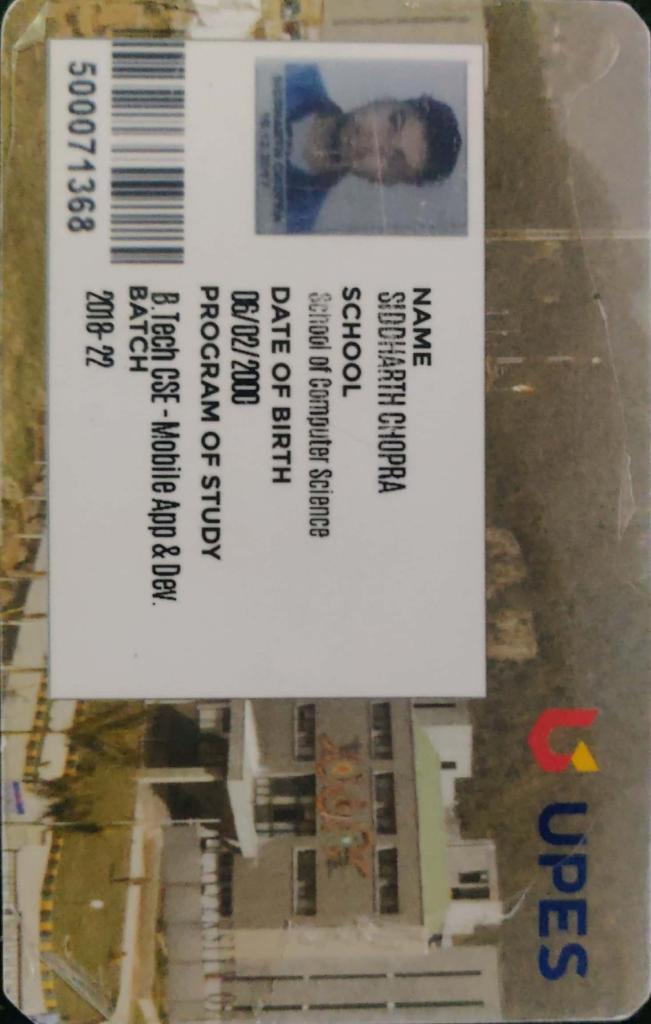 UPES
NAME
SIDDHARTH CHOPRA
SCHOOL
School of Computer Science
DATE OF BIRTH
06/02/2000
PROGRAM OF STUDY
B.Tech CSE - Mobile App & Dev.
BATCH
2018-22
500071368